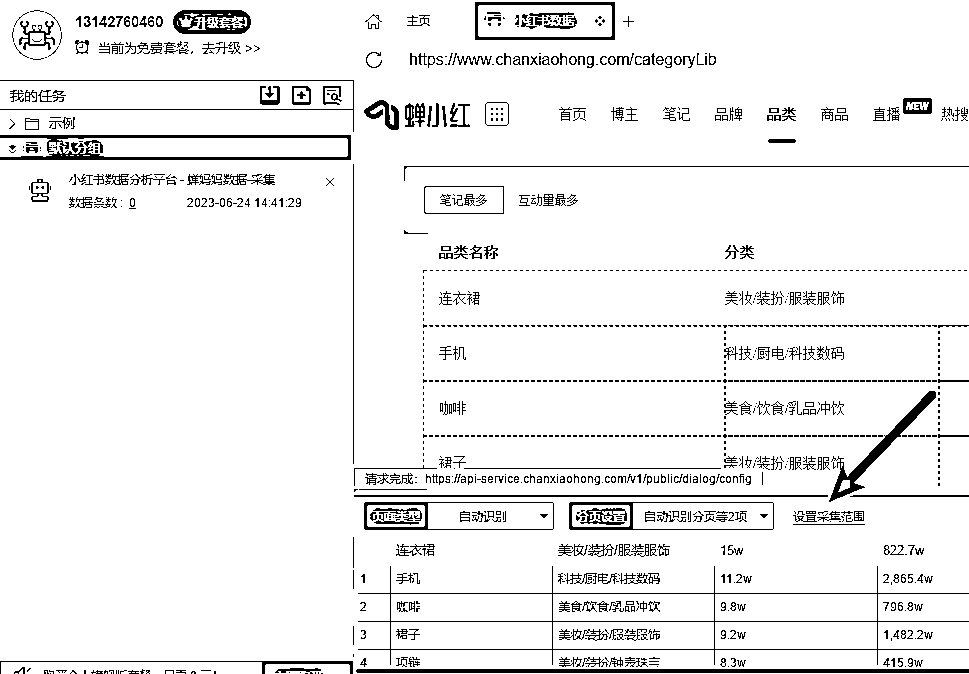 13142760460 升级套餐
当前为免费套餐，去升级 >>
我的任务
示例
默认分组
小红书数据分析平台 - 蝉妈妈数据-采集
数据条数：0 2023-06-24 14:41:29
主页 小红书数据
https://www.chanxiaohong.com/categoryLib
蝉小红 首页 博主 笔记 品牌 品类 商品 直播 NEW 热搜
笔记最多 互动量最多
品类名称 分类
连衣裙 美妆/装扮/服装服饰
手机 科技/厨电/科技数码
咖啡 美食/饮食/乳品冲饮
裙子 美妆/装扮/服装服饰
请求完成：https://api-service.chanxiaohong.com/v1/public/dialog/config
页面类型 自动识别 分页设置 自动识别分页等2项 设置采集范围
连衣裙 美妆/装扮/服装服饰 15w 822.7w
1 手机 科技/厨电/科技数码 11.2w 2,865.4w
2 咖啡 美食/饮食/乳品冲饮 9.8w 796.8w
3 裙子 美妆/装扮/服装服饰 9.2w 1,482.2w
4 项链 美妆/装扮/钟表珠宝 8.3w 415.9w